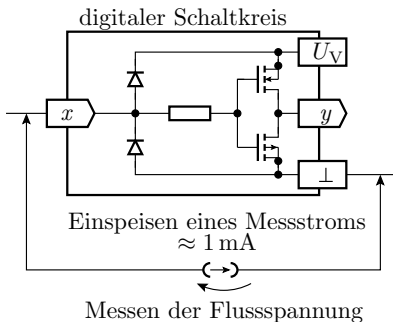 digitaler Schaltkreis
U_V
x
y
⊥
Einspeisen eines Messstroms
≈ 1 mA
Messen der Flussspannung